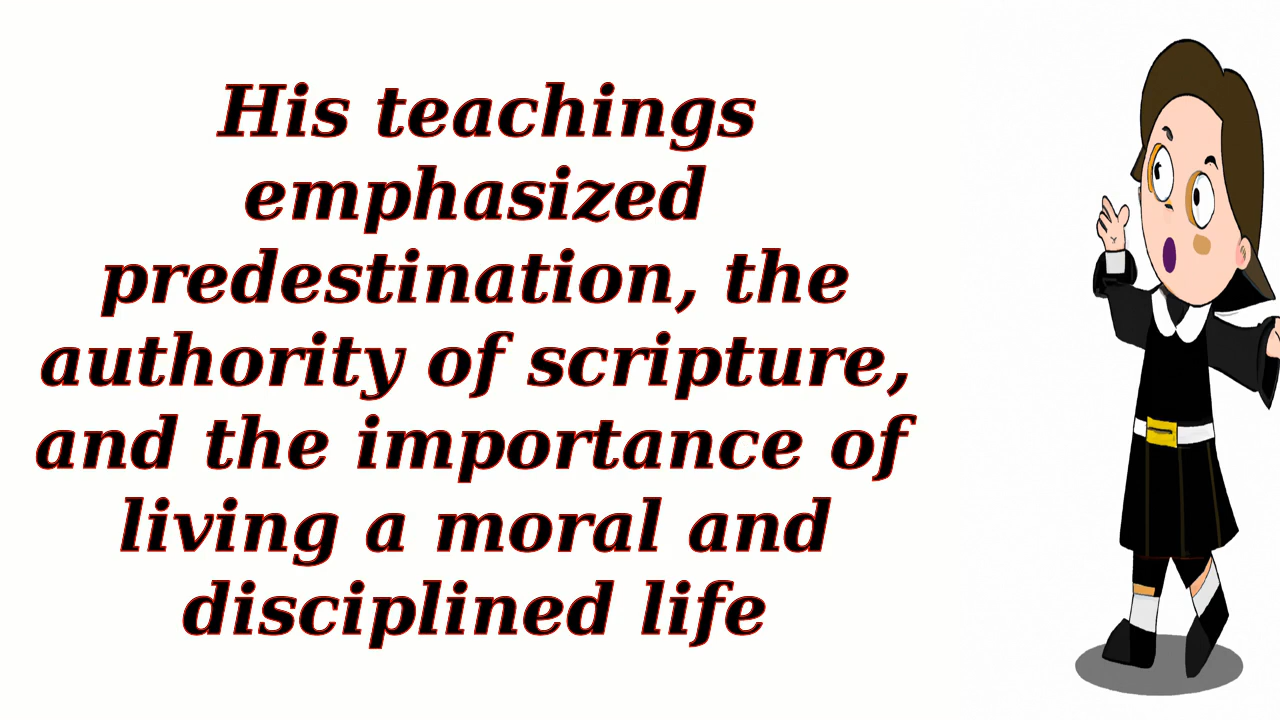 His teachings
emphasized
predestination, the
authority of scripture,
and the importance of
living a moral and
disciplined life